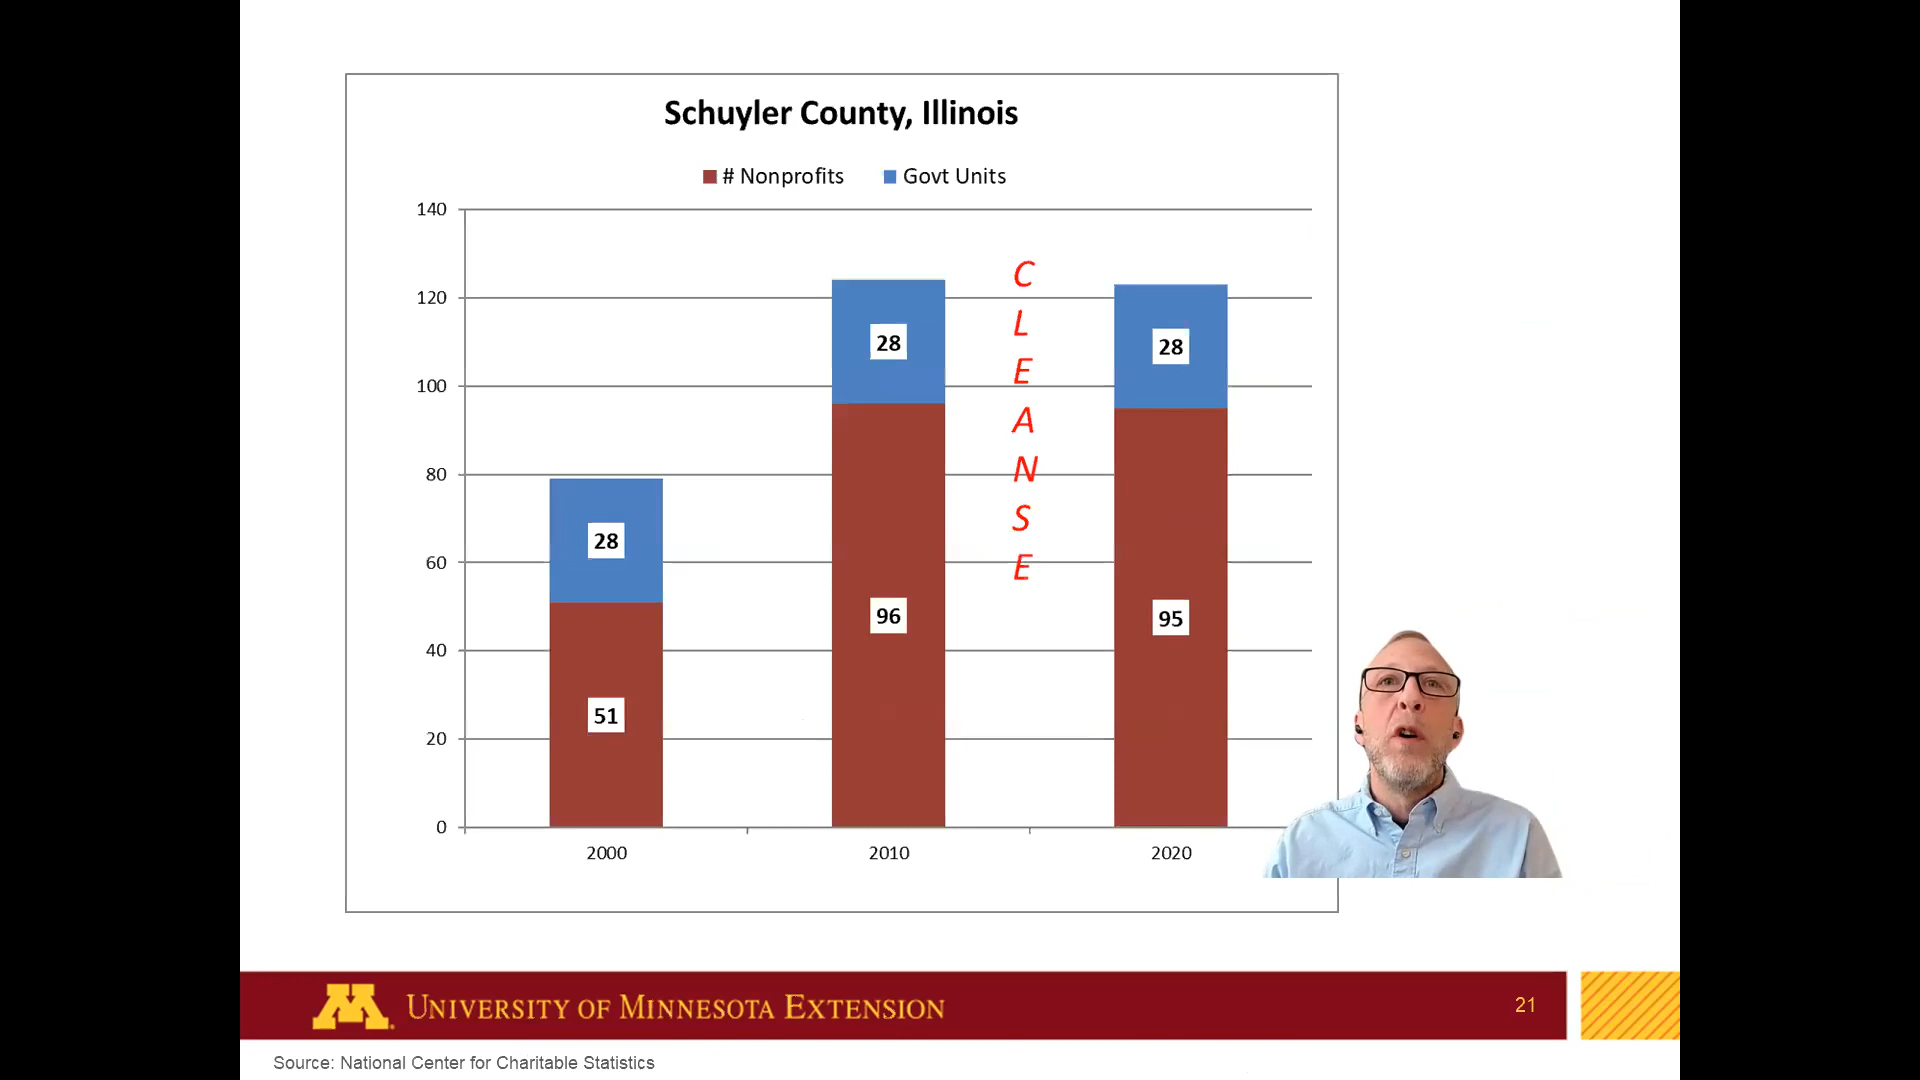 Schuyler County, Illinois
# Nonprofits Govt Units
140
120
100
80
60
40
20
0
28
51
28
96
28
95
C
L
E
A
N
S
E
2000 2010 2020
M
UNIVERSITY OF MINNESOTA EXTENSION
21
Source: National Center for Charitable Statistics